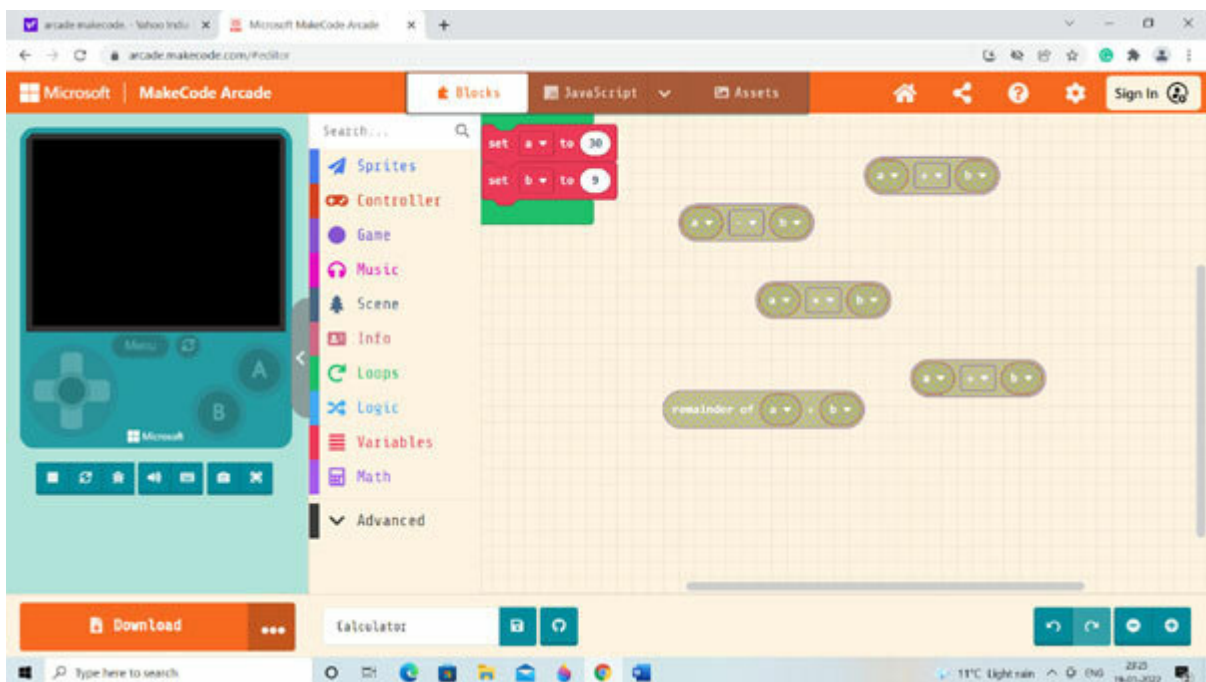 arcade makecode. - Yahoo Indi
Microsoft MakeCode Arcade
arcade.makecode.com/#editor
Microsoft | MakeCode Arcade
Blocks
JavaScript
Assets
Sign In
Search...
Sprites
Controller
Game
Music
Scene
Info
Loops
Logic
Variables
Math
Advanced
set a to 30
set b to 9
a + b
a - b
a b
a b
remainder of a ÷ b
Menu
A
B
Microsoft
Download
Calculator
Type here to search
11°C Light rain
ENG
23:23